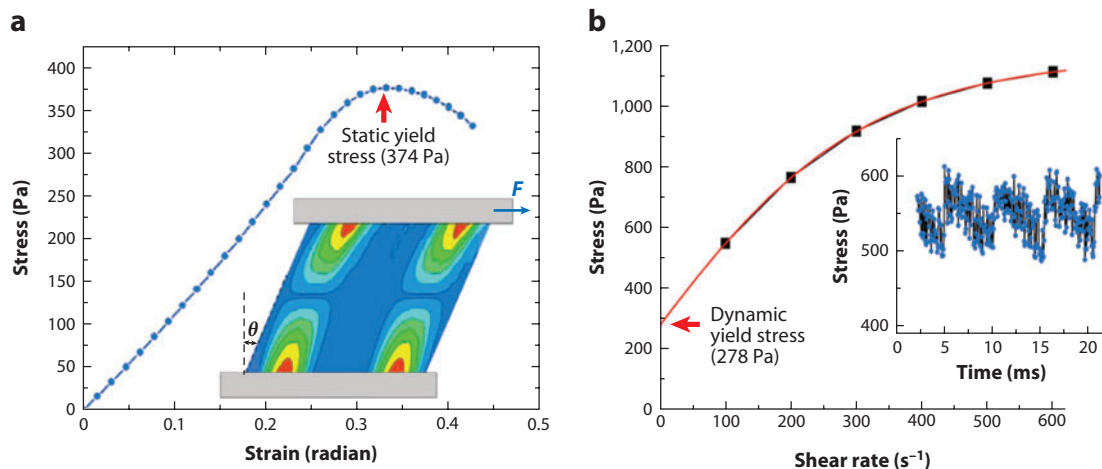 a
400
350
300
250
200
150
100
50
0
Stress (Pa)
0
0.1
0.2
0.3
0.4
0.5
Strain (radian)
Static yield
stress (374 Pa)
F
θ
b
1,200
1,000
800
600
400
200
0
Stress (Pa)
0
100
200
300
400
500
600
Shear rate (s⁻¹)
Dynamic
yield stress
(278 Pa)
600
500
400
Stress (Pa)
0
5
10
15
20
Time (ms)